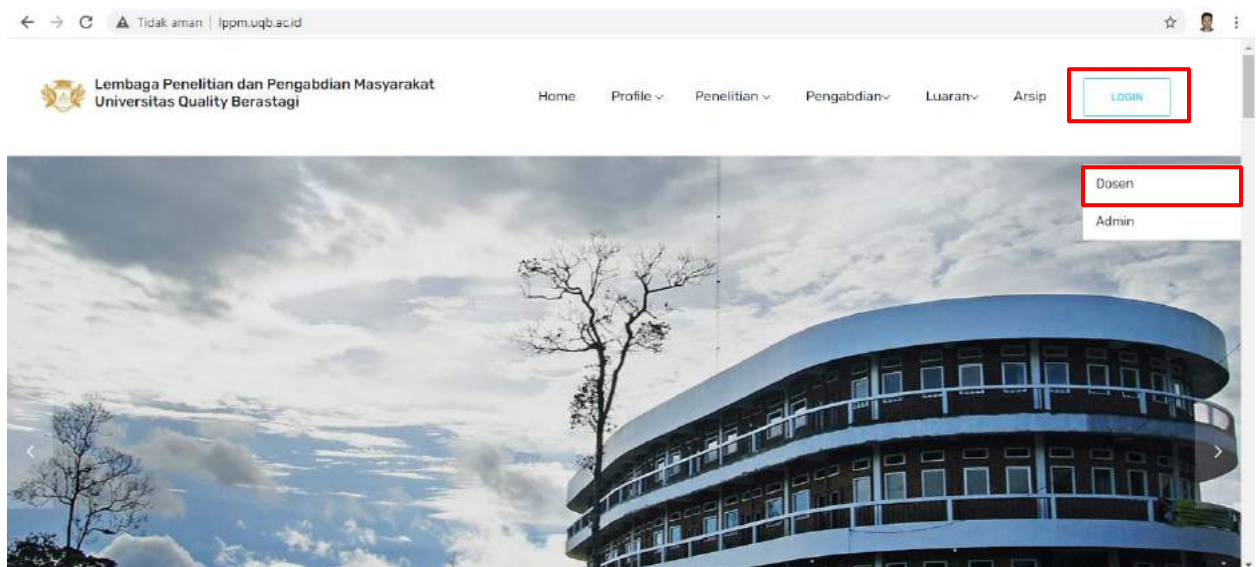 Tidak aman | lppm.uqb.ac.id
Lembaga Penelitian dan Pengabdian Masyarakat
Universitas Quality Berastagi
Home Profile Penelitian Pengabdian Luaran Arsip LOGIN
Dosen
Admin